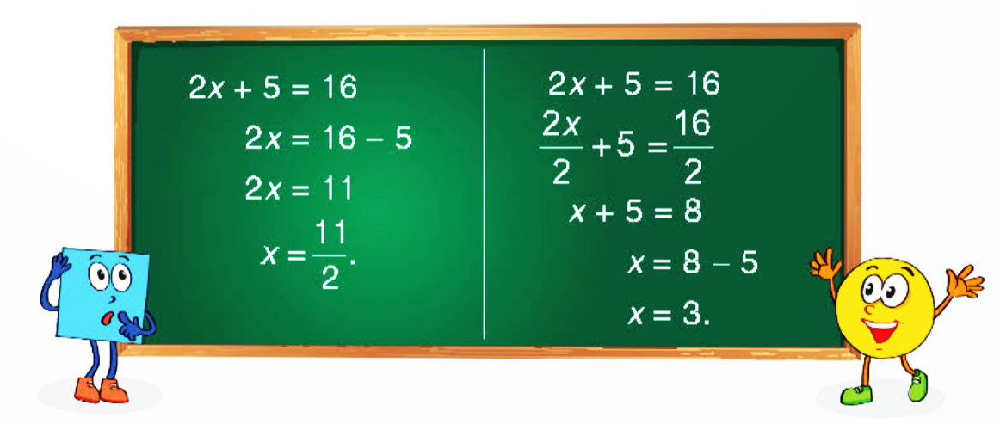 2x + 5 = 16
2x = 16 – 5
2x = 11
x = 11/2.
2x + 5 = 16
2x/2 + 5 = 16/2
x + 5 = 8
x = 8 – 5
x = 3.